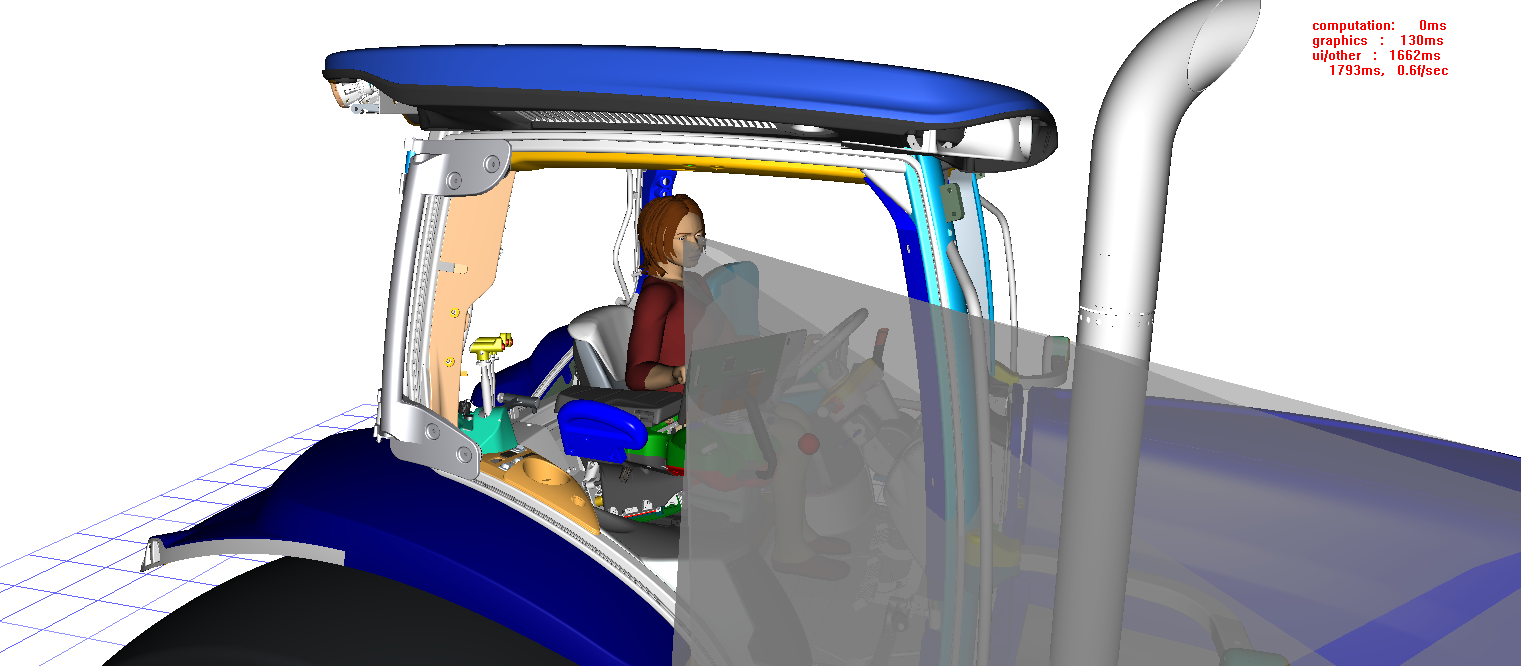 computation: 0ms
graphics : 130ms
ui/other : 1662ms
1793ms, 0.6f/sec